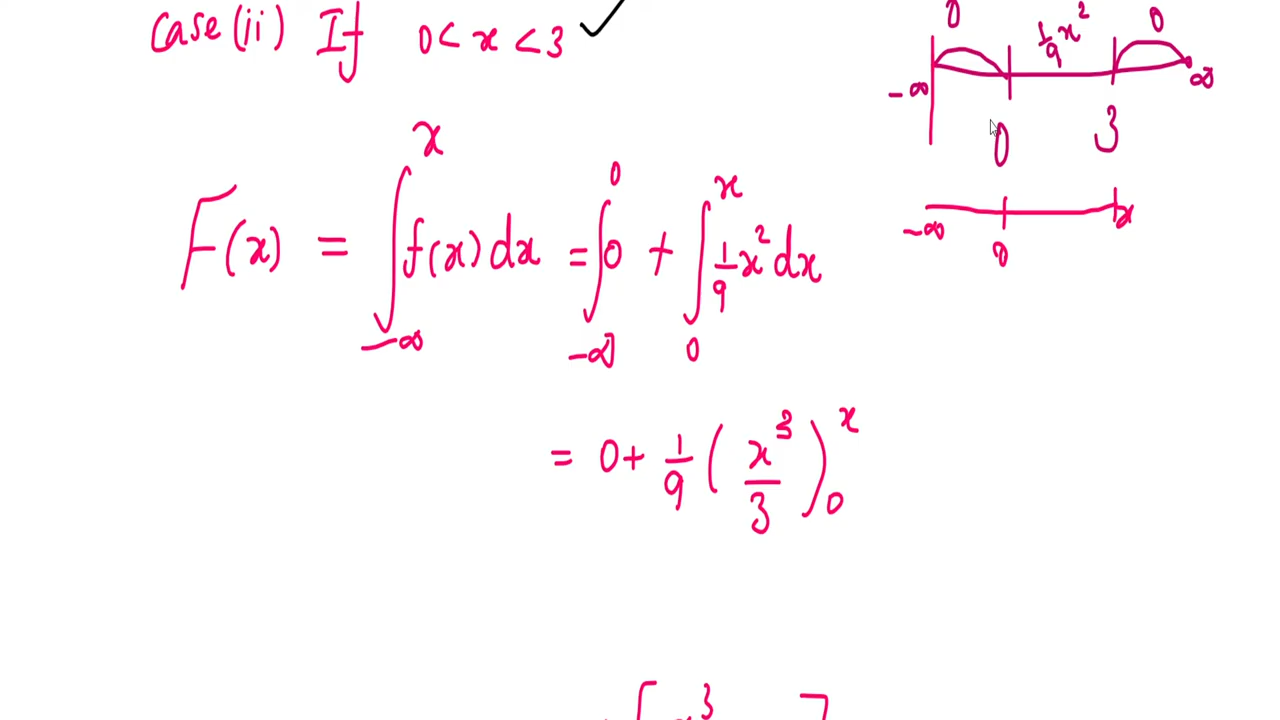 Case (ii) If 0 < x < 3 ✓
0 1/9 x² 0
-∞ 0 3 ∞
-∞ 0 x
F(x) = ∫_{-∞}^{x} f(x) dx = ∫_{-∞}^{0} 0 + ∫_{0}^{x} 1/9 x² dx
= 0 + 1/9 ( x³/3 )_{0}^{x}